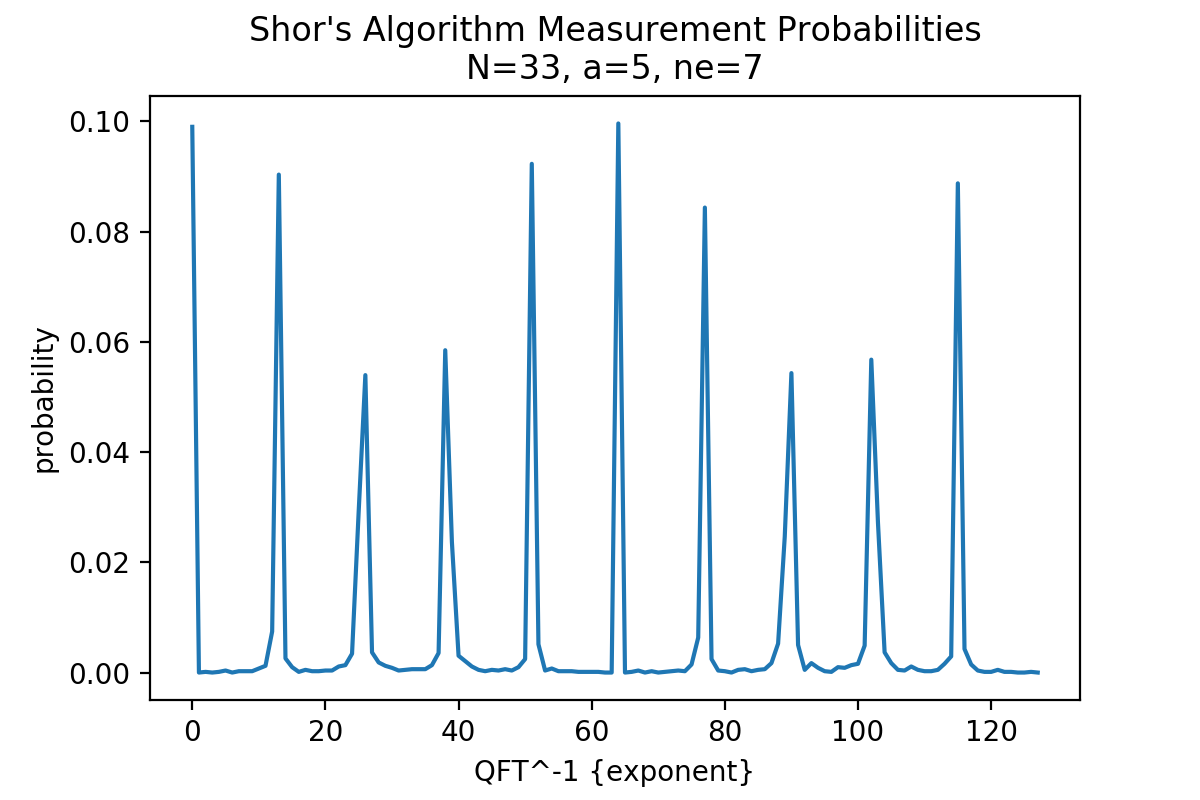 Shor's Algorithm Measurement Probabilities
N=33, a=5, ne=7
0.10
0.08
0.06
0.04
0.02
0.00
probability
0 20 40 60 80 100 120
QFT^-1 {exponent}